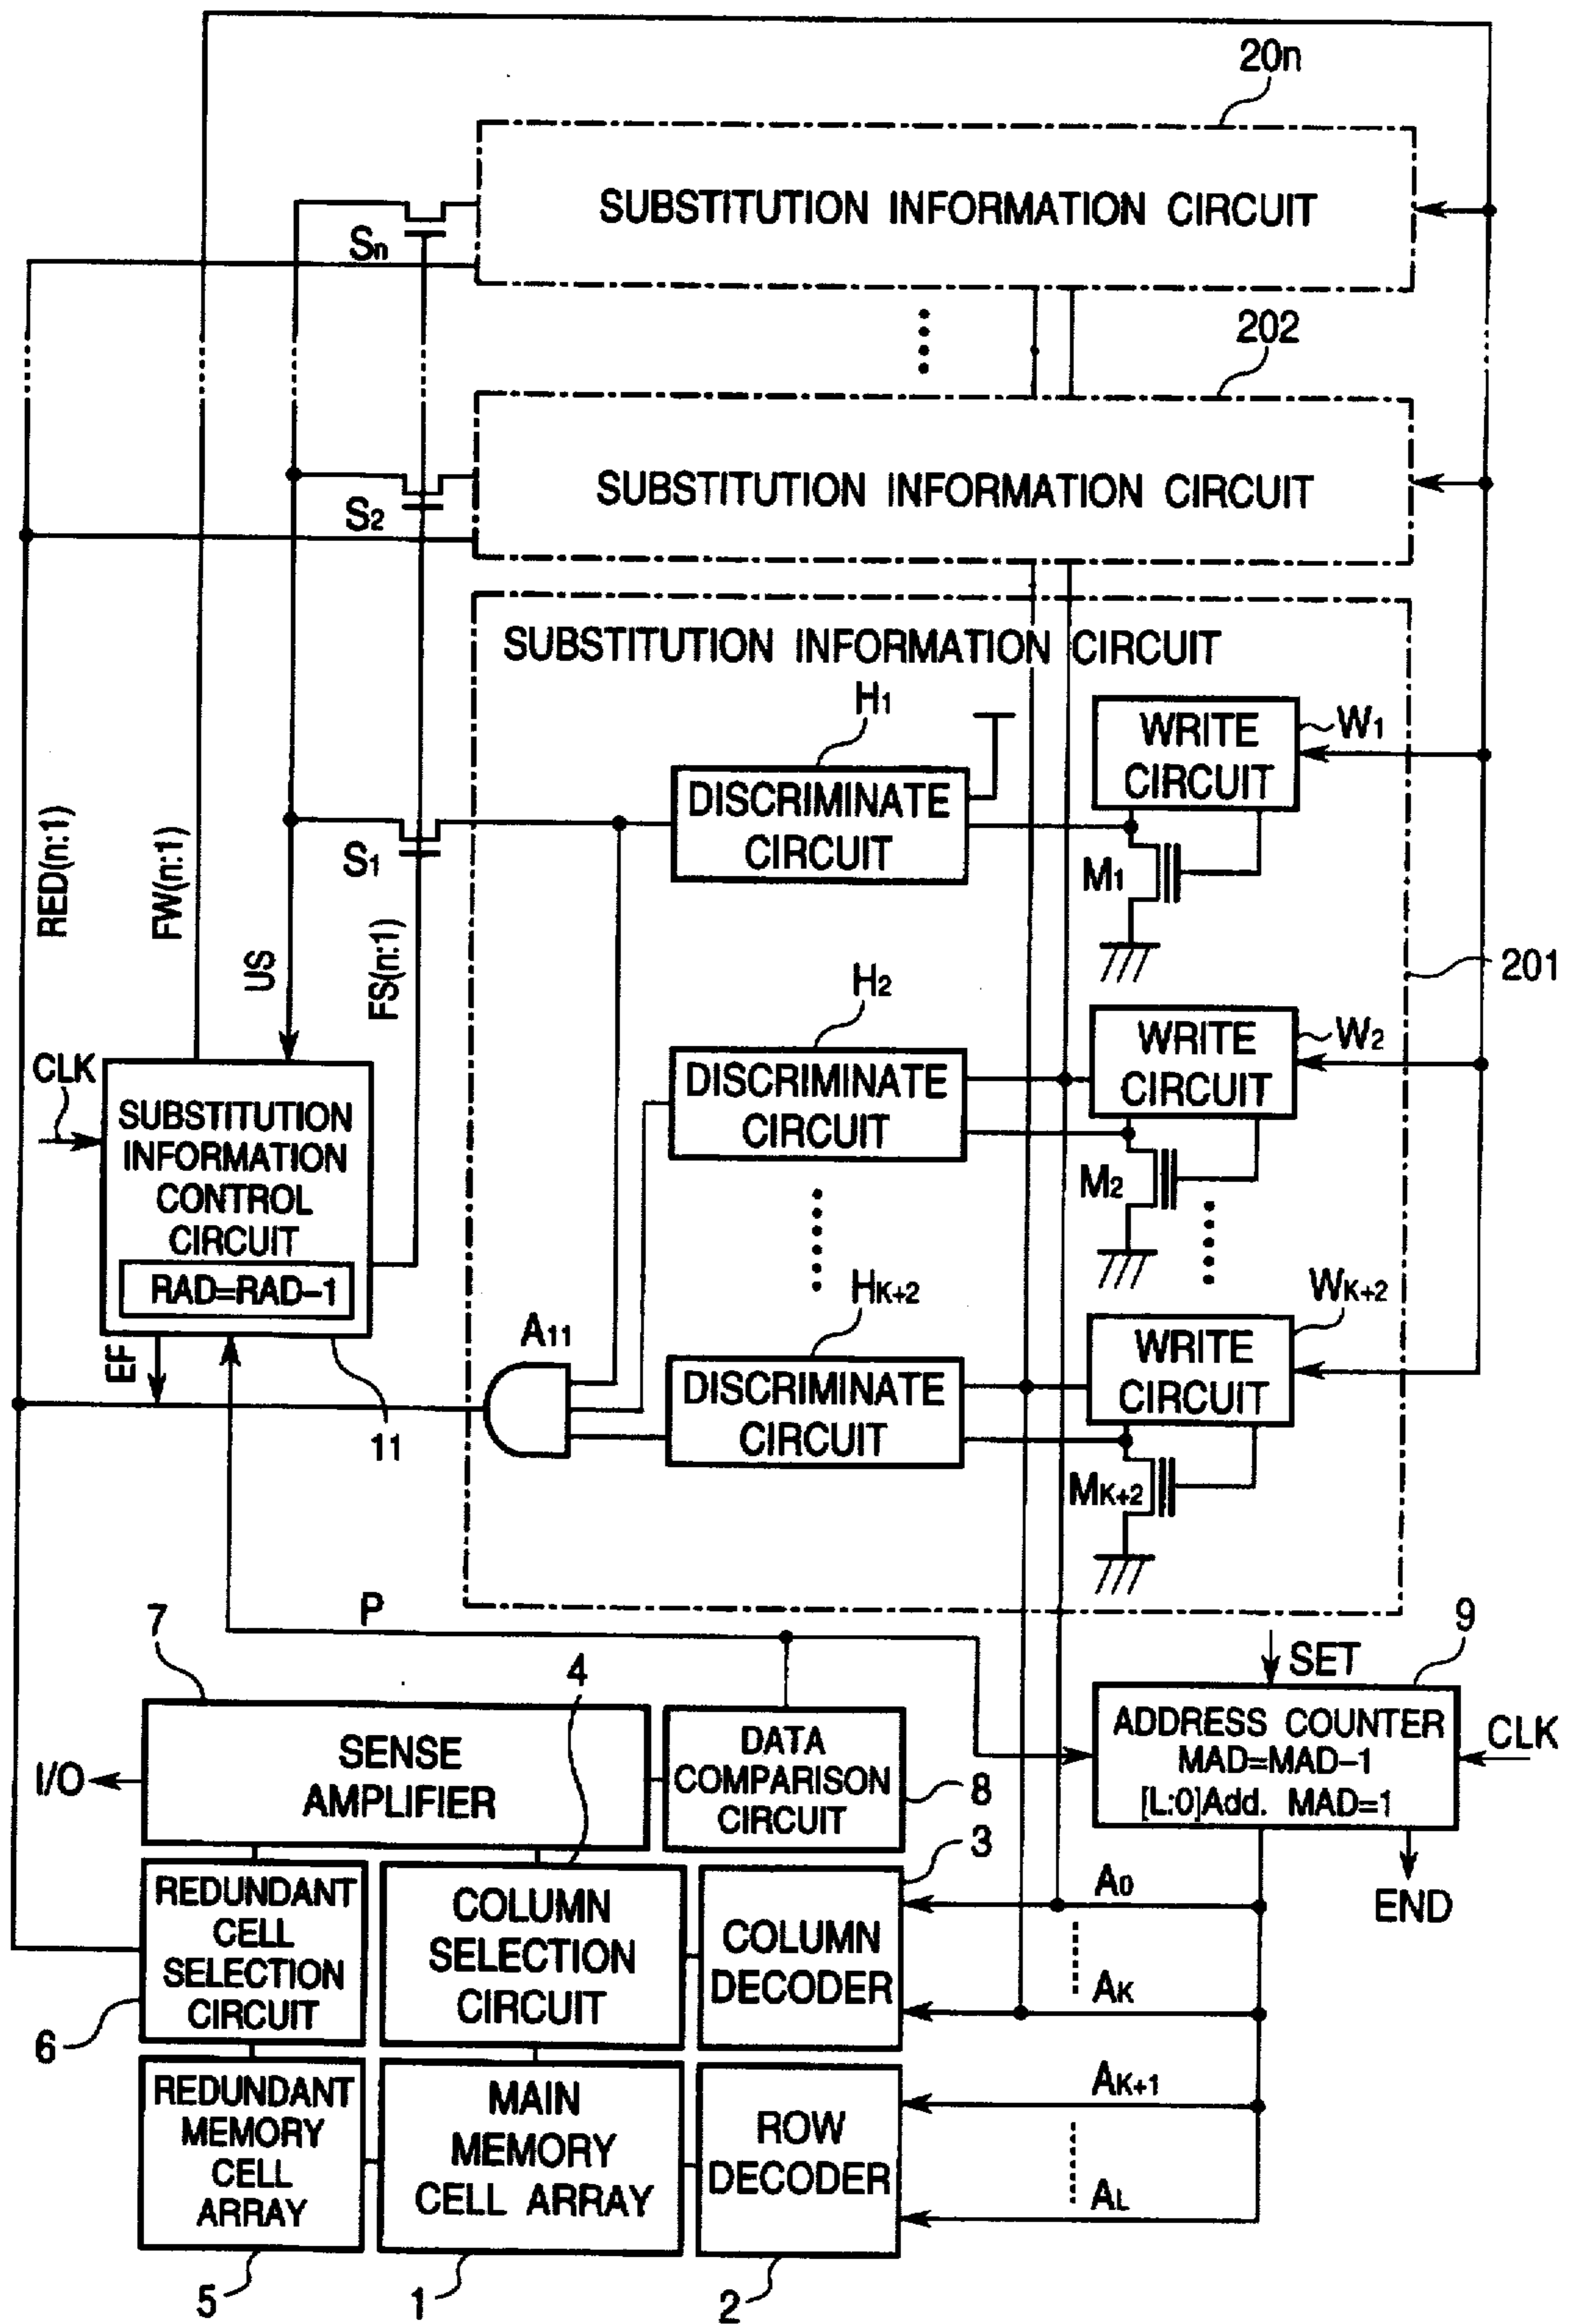 20n
SUBSTITUTION INFORMATION CIRCUIT
Sn
202
SUBSTITUTION INFORMATION CIRCUIT
S2
SUBSTITUTION INFORMATION CIRCUIT
H1
WRITE
CIRCUIT
W1
DISCRIMINATE
CIRCUIT
S1
M1
RED(n:1)
FW(n:1)
US
FS(n:1)
201
H2
WRITE
CIRCUIT
W2
DISCRIMINATE
CIRCUIT
M2
CLK
SUBSTITUTION
INFORMATION
CONTROL
CIRCUIT
RAD=RAD-1
HK+2
WK+2
A11
WRITE
CIRCUIT
EF
DISCRIMINATE
CIRCUIT
11
MK+2
P
7
4
9
SET
SENSE
AMPLIFIER
DATA
COMPARISON
CIRCUIT
ADDRESS COUNTER
MAD=MAD-1
[L:0]Add. MAD=1
CLK
I/O
8
3
END
REDUNDANT
CELL
SELECTION
CIRCUIT
COLUMN
SELECTION
CIRCUIT
COLUMN
DECODER
A0
AK
6
REDUNDANT
MEMORY
CELL
ARRAY
MAIN
MEMORY
CELL ARRAY
ROW
DECODER
AK+1
AL
5
1
2